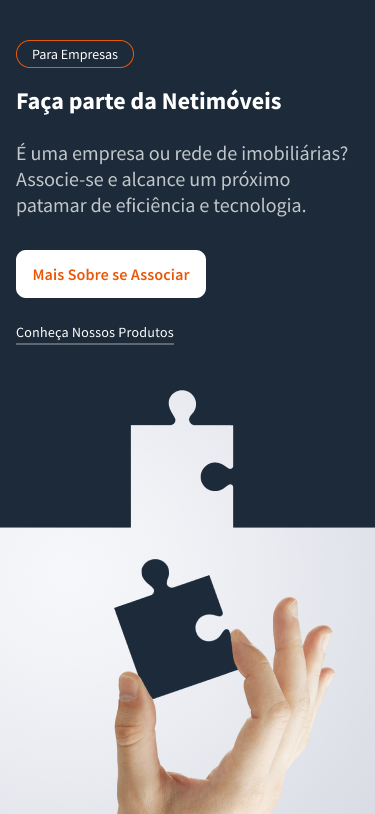 Para Empresas
Faça parte da Netimóveis
É uma empresa ou rede de imobiliárias?
Associe-se e alcance um próximo
patamar de eficiência e tecnologia.
Mais Sobre se Associar
Conheça Nossos Produtos